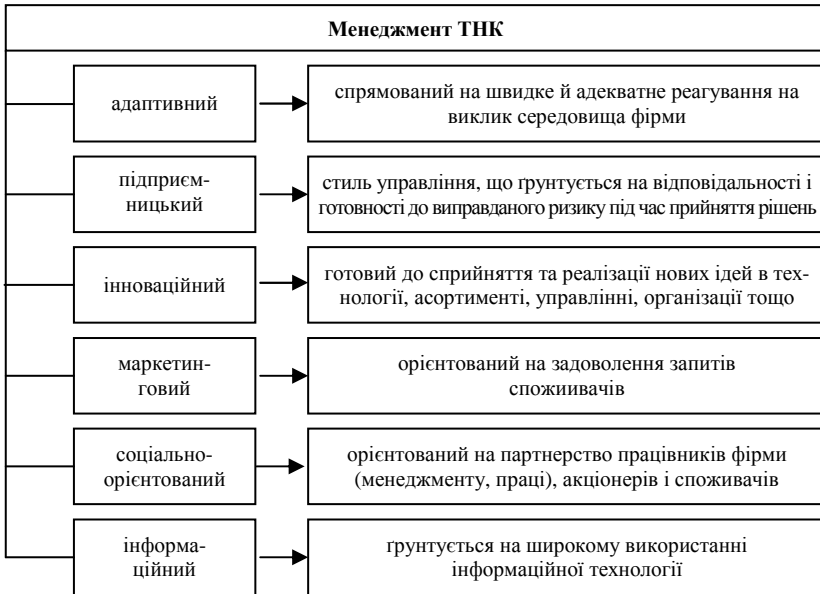 Менеджмент ТНК
адаптивний
спрямований на швидке й адекватне реагування на
виклик середовища фірми
підприєм-
ницький
стиль управління, що ґрунтується на відповідальності і
готовності до виправданого ризику під час прийняття рішень
інноваційний
готовий до сприйняття та реалізації нових ідей в тех-
нології, асортименті, управлінні, організації тощо
маркетин-
говий
орієнтований на задоволення запитів
спожиивачів
соціально-
орієнтований
орієнтований на партнерство працівників фірми
(менеджменту, праці), акціонерів і споживачів
інформа-
ційний
ґрунтується на широкому використанні
інформаційної технології